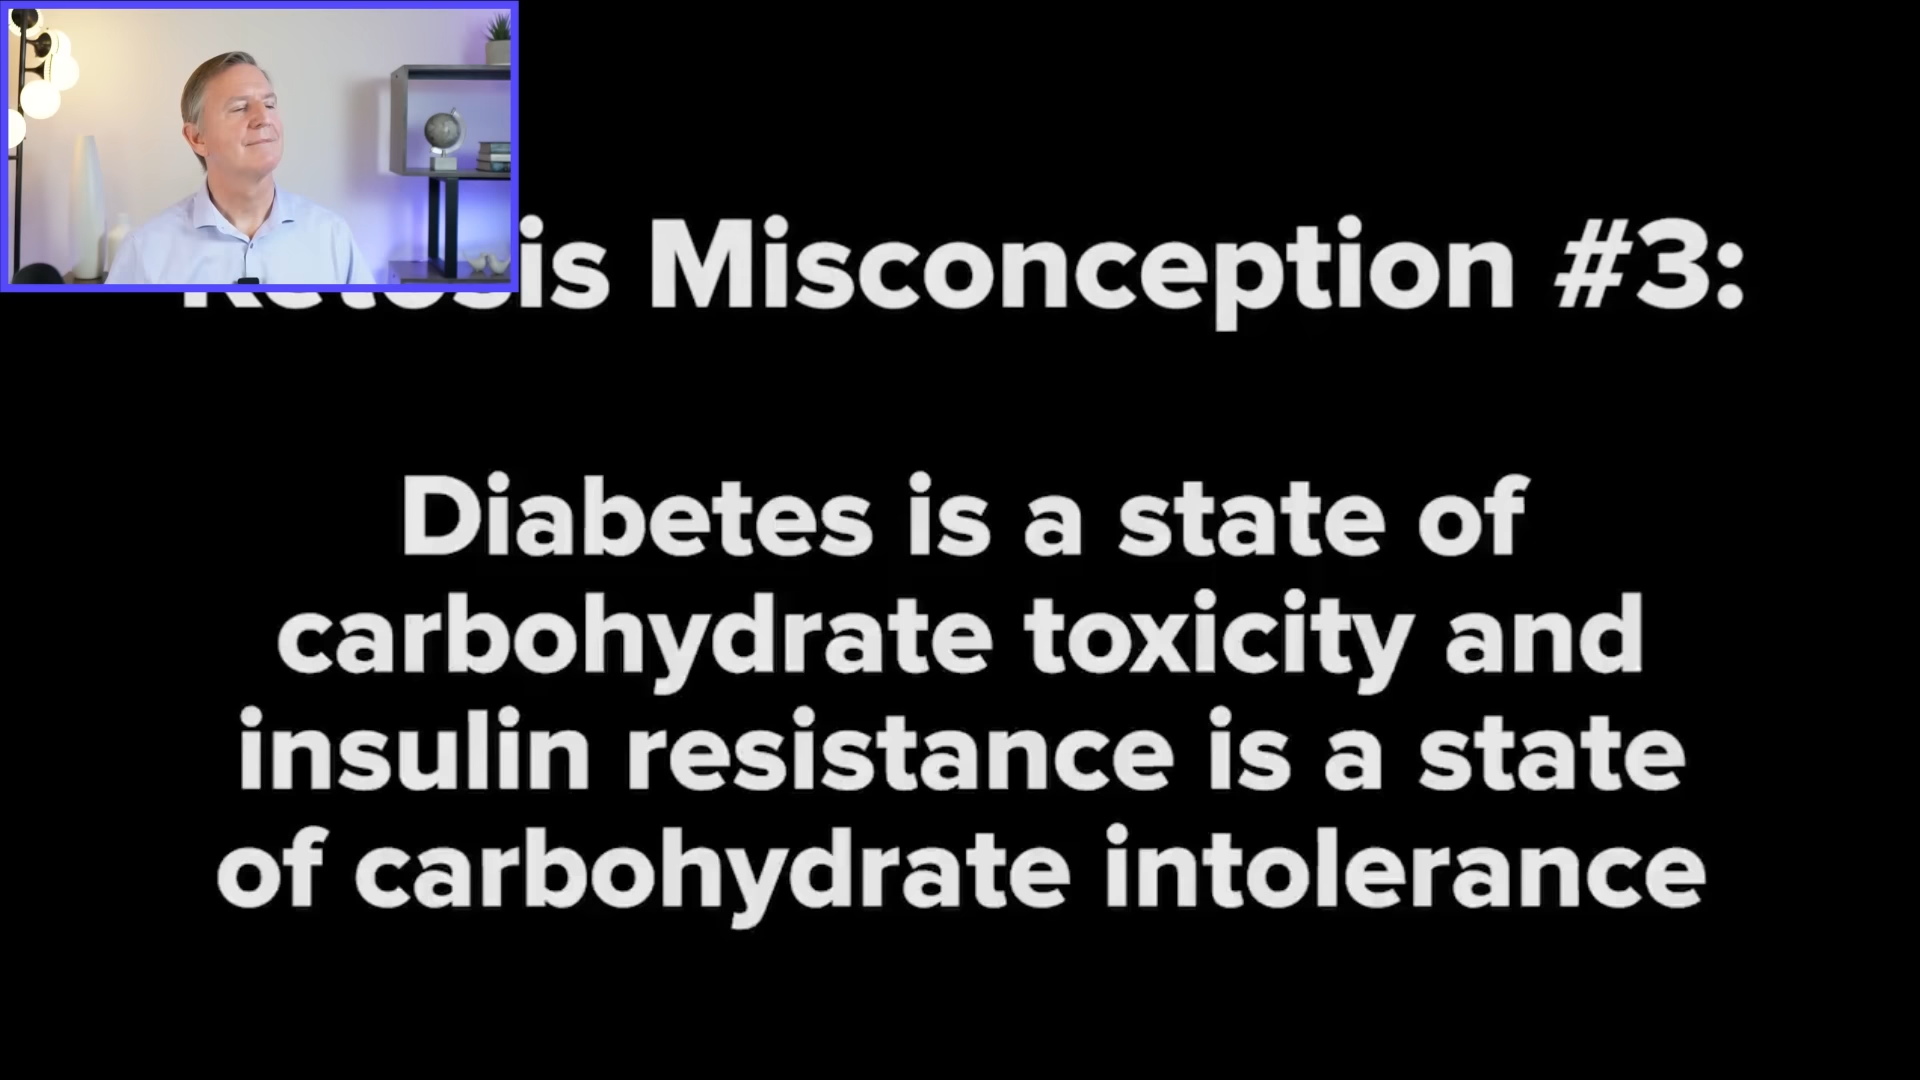 is Misconception #3:
Diabetes is a state of
carbohydrate toxicity and
insulin resistance is a state
of carbohydrate intolerance